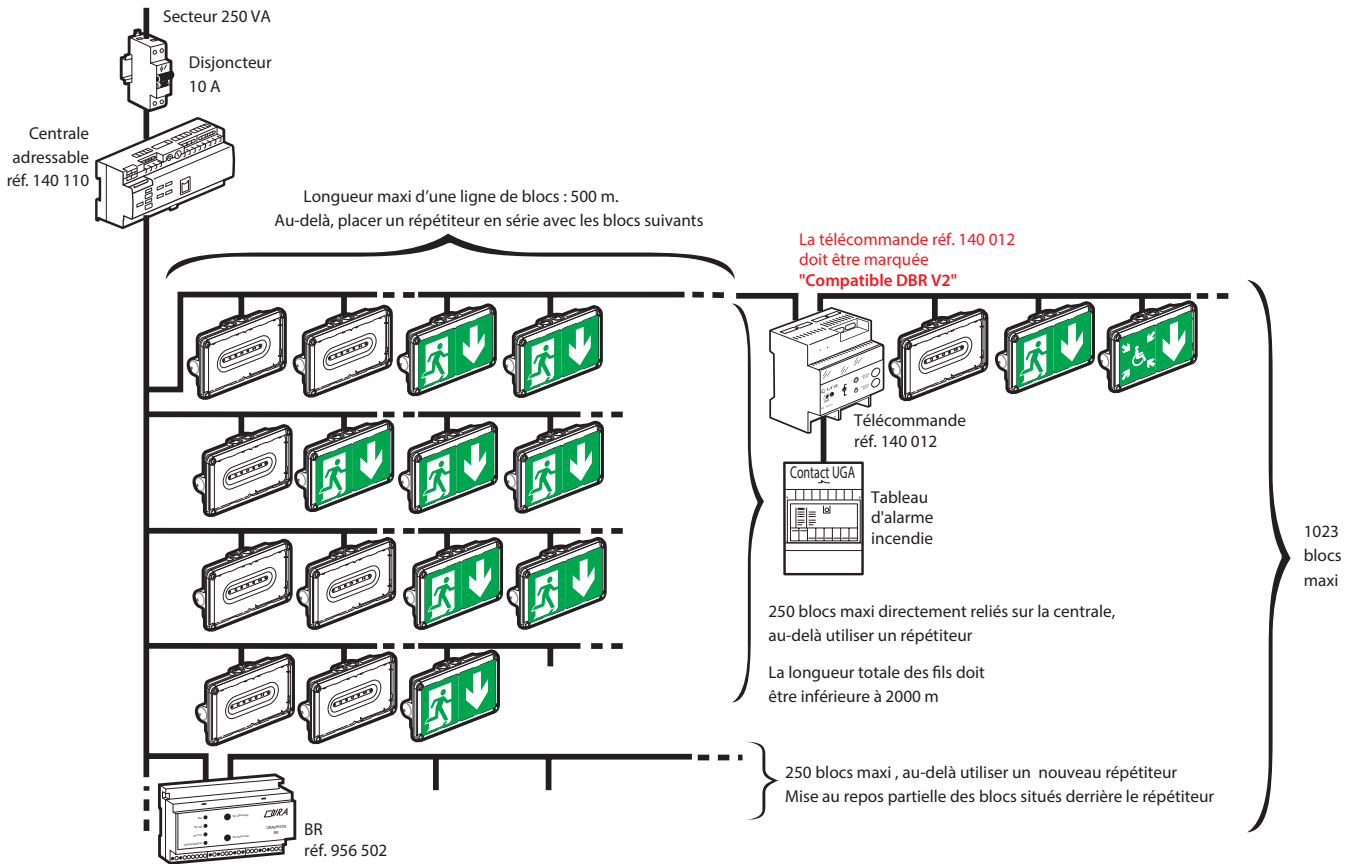 Secteur 250 VA
Disjoncteur
10 A
Centrale
adressable
réf. 140 110
Longueur maxi d'une ligne de blocs : 500 m.
Au-delà, placer un répétiteur en série avec les blocs suivants
La télécommande réf. 140 012
doit être marquée
"Compatible DBR V2"
Télécommande
réf. 140 012
Contact UGA
Tableau
d'alarme
incendie
1023
blocs
maxi
250 blocs maxi directement reliés sur la centrale,
au-delà utiliser un répétiteur
La longueur totale des fils doit
être inférieure à 2000 m
250 blocs maxi , au-delà utiliser un nouveau répétiteur
Mise au repos partielle des blocs situés derrière le répétiteur
URA
BR
réf. 956 502